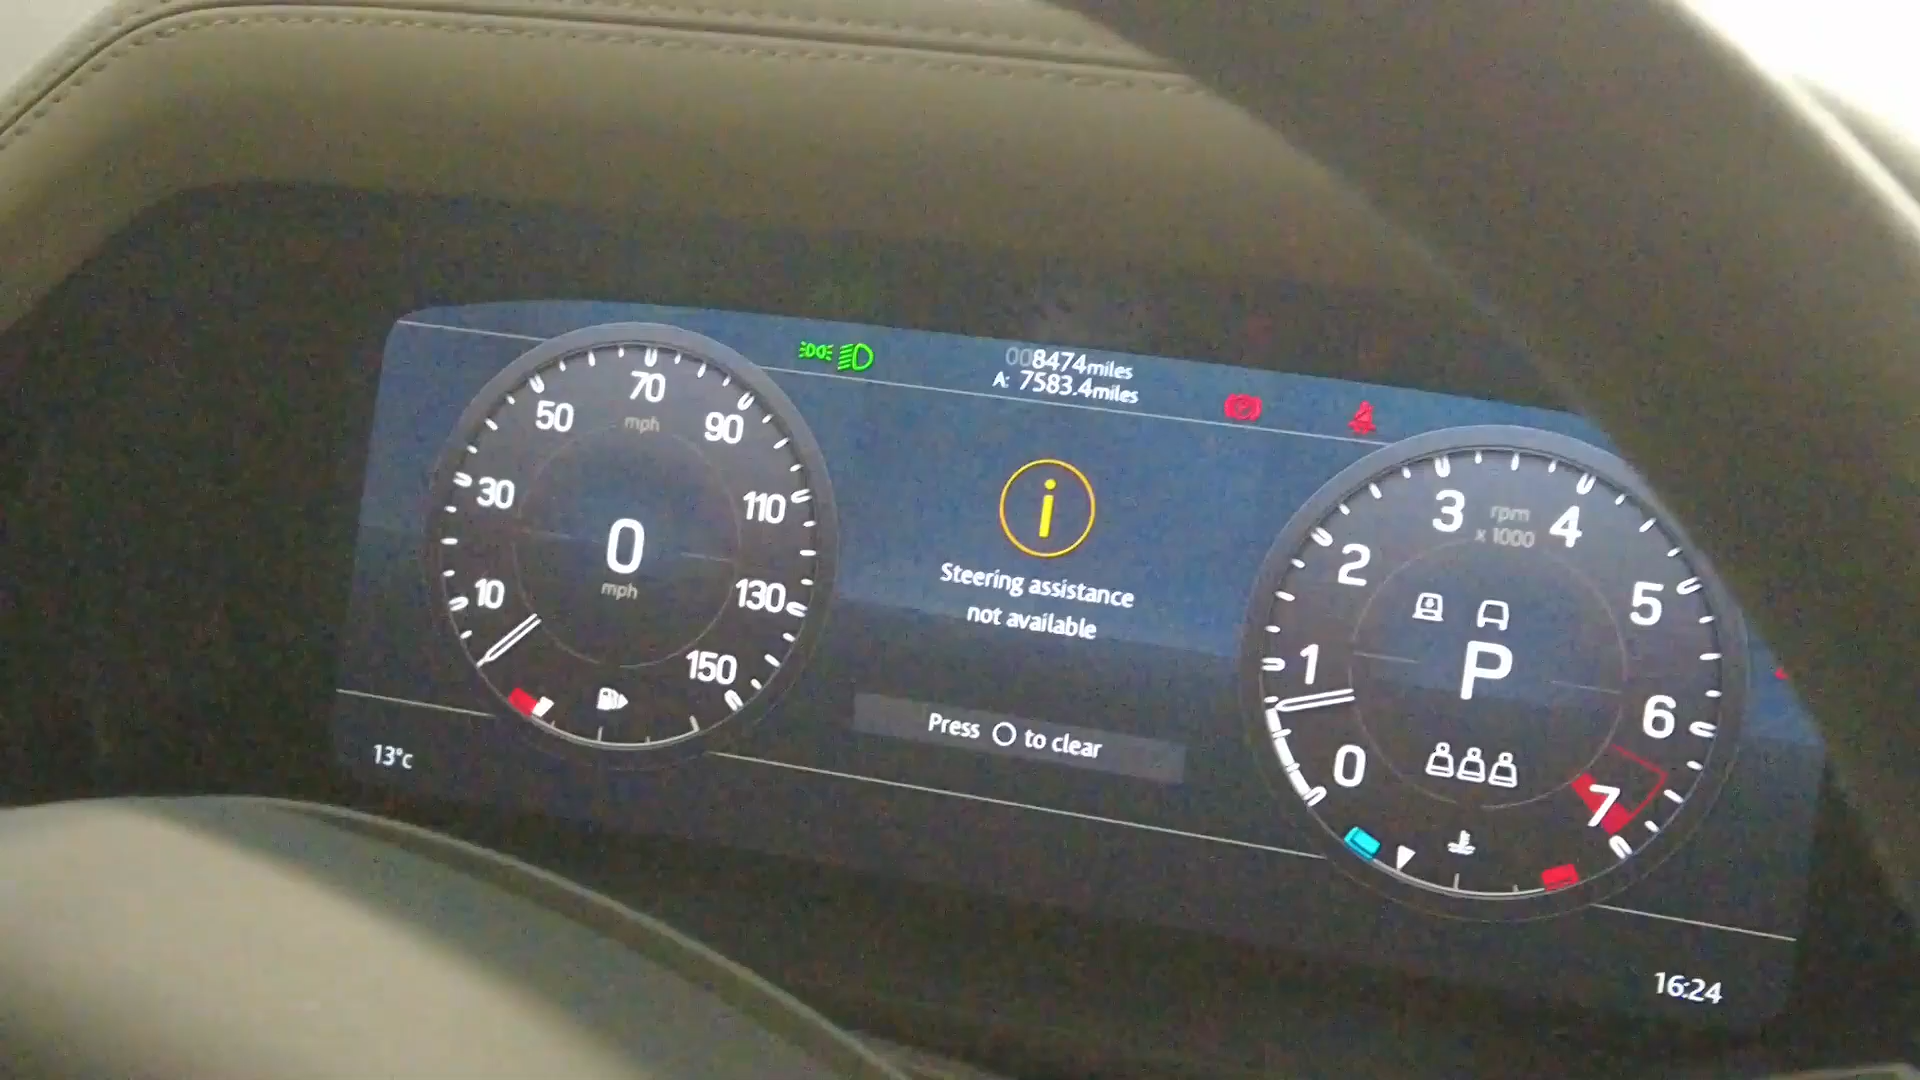 008474miles
A: 7583.4miles
10
30
50
70
90
110
130
150
mph
0
mph
Steering assistance
not available
Press O to clear
0
1
2
3
4
5
6
7
rpm
x 1000
P
13°c
16:24